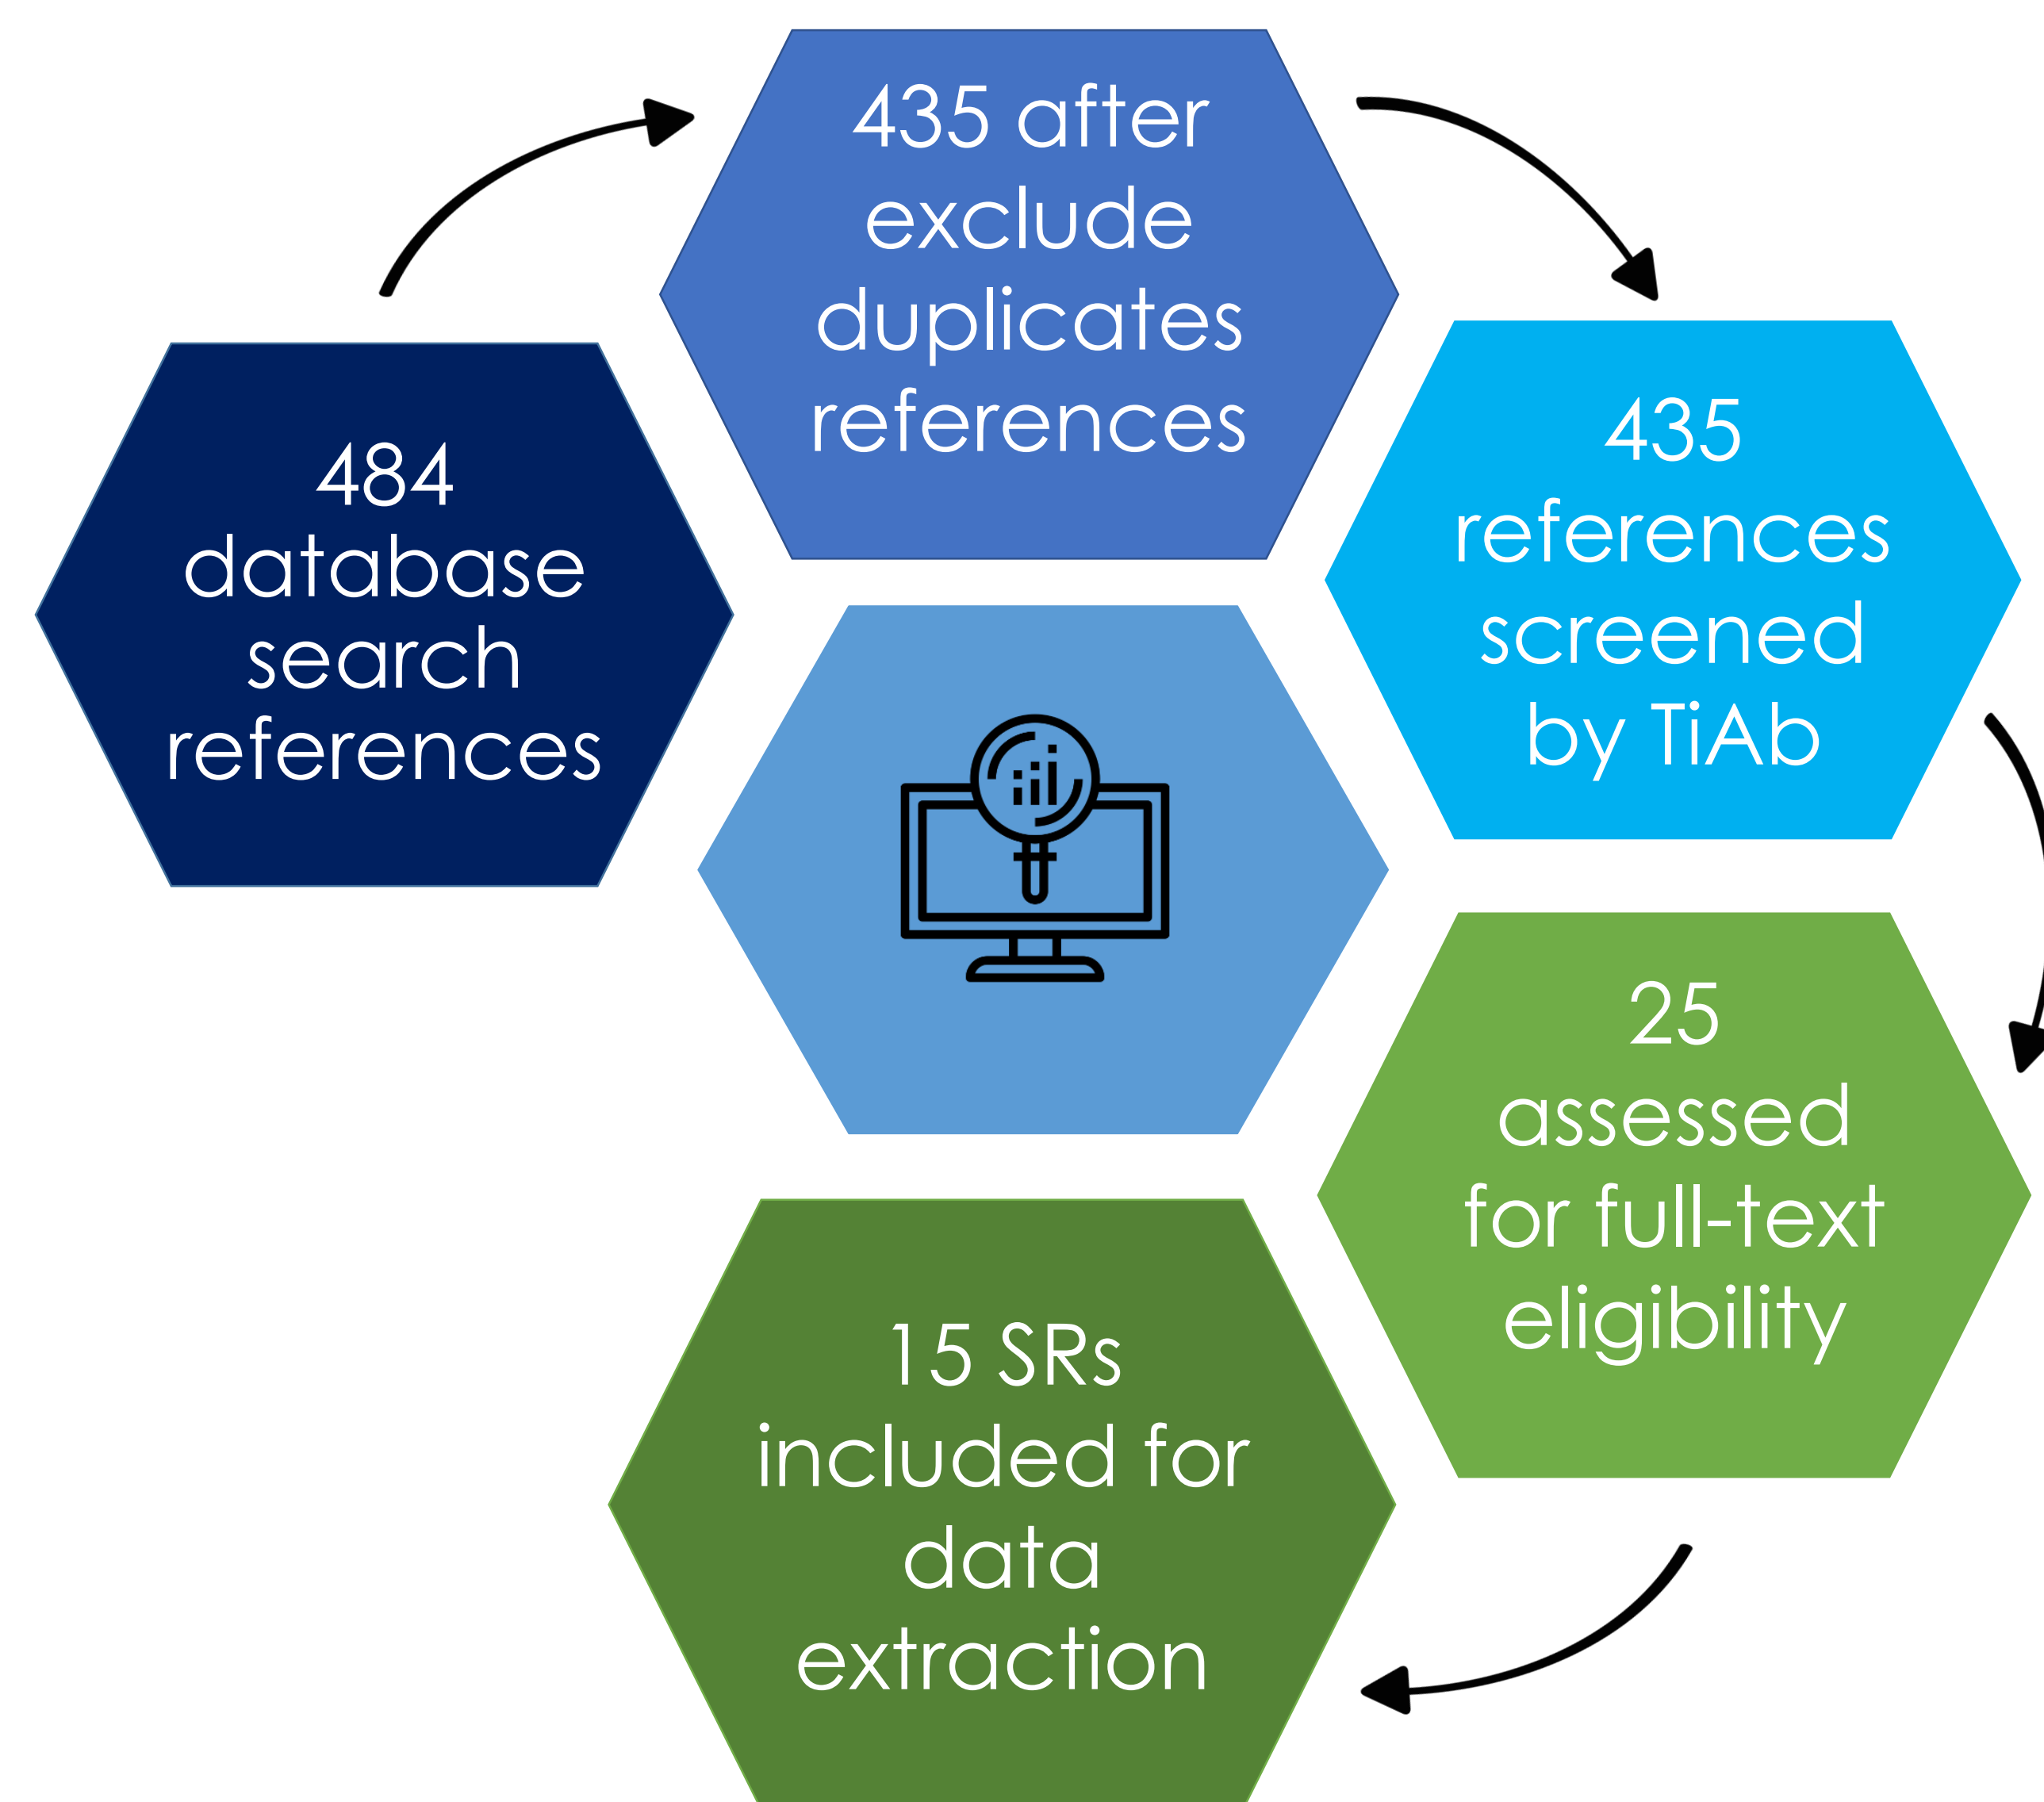 484
database
search
references
435 after
exclude
duplicates
references
435
references
screened
by TiAb
25
assessed
for full-text
eligibility
15 SRs
included for
data
extraction